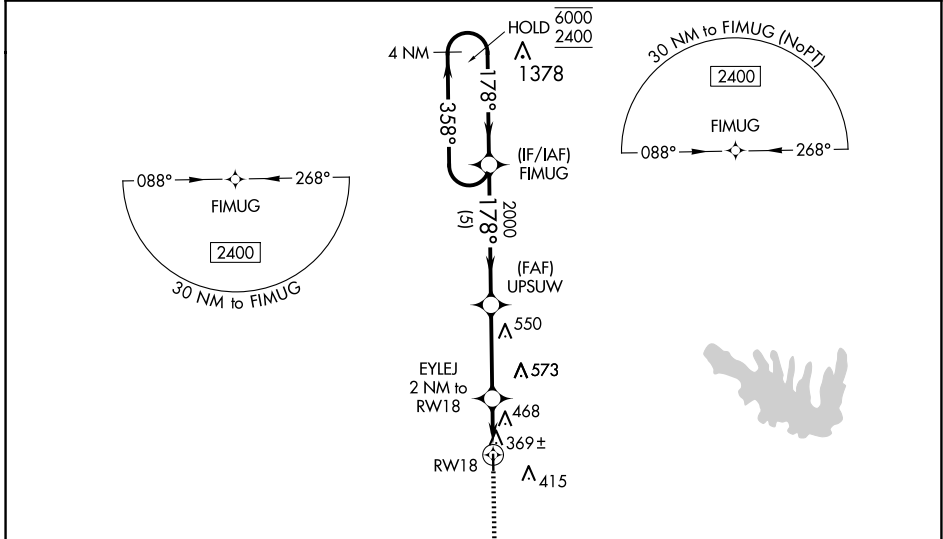 HOLD 6000
2400
4 NM
1378
178°
358°
(IF/IAF)
FIMUG
30 NM to FIMUG (NoPT)
2400
FIMUG
088°
268°
088°
268°
FIMUG
2400
30 NM to FIMUG
2000
178°
(5)
(FAF)
UPSUW
550
573
EYLEJ
2 NM to
RW18
468
369±
RW18
415